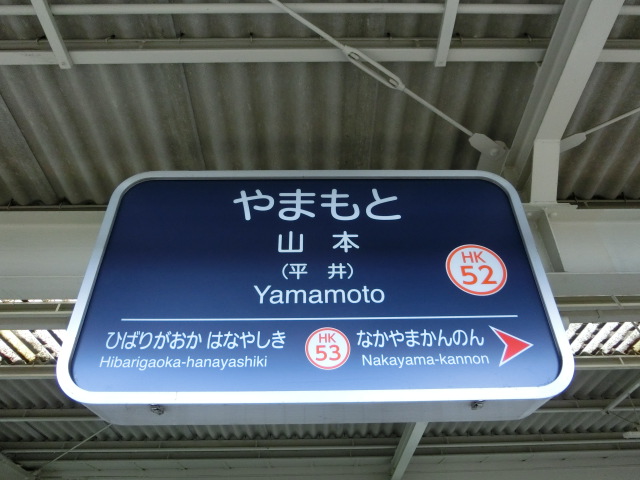 やまもと
山本
(平井)
Yamamoto
HK
52
ひばりがおか はなやしき
Hibarigaoka-hanayashiki
HK
53
なかやまかんのん
Nakayama-kannon